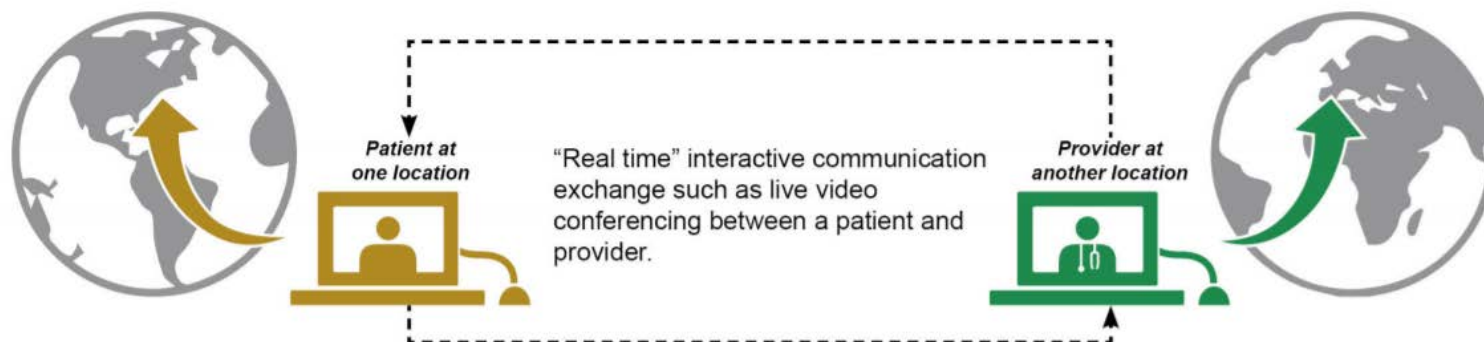 Patient at
one location
“Real time” interactive communication
exchange such as live video
conferencing between a patient and
provider.
Provider at
another location